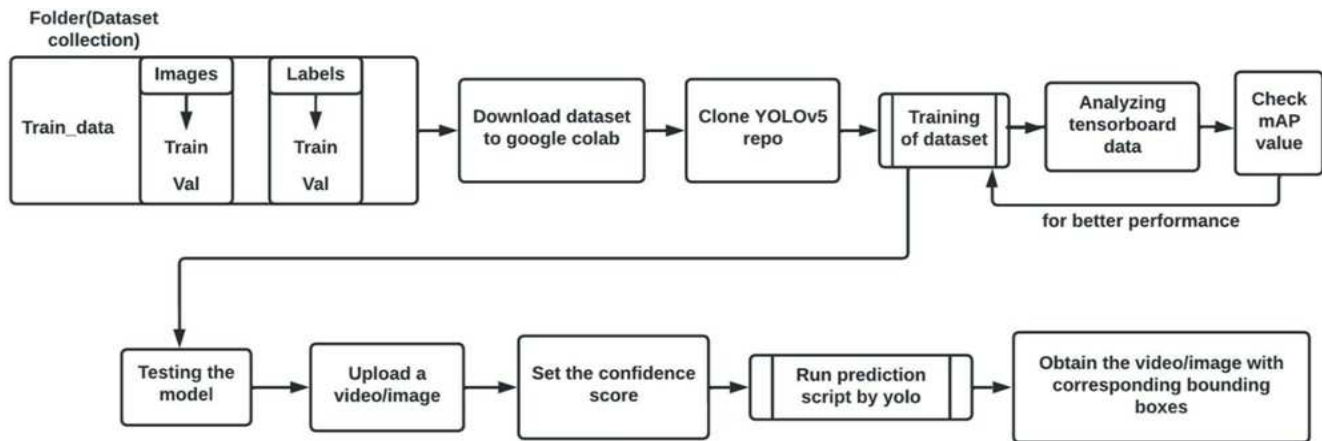 Folder(Dataset
collection)
Train_data
Images
Train
Val
Labels
Train
Val
Download dataset
to google colab
Clone YOLOv5
repo
Training
of dataset
Analyzing
tensorboard
data
Check
mAP
value
for better performance
Testing the
model
Upload a
video/image
Set the confidence
score
Run prediction
script by yolo
Obtain the video/image with
corresponding bounding
boxes